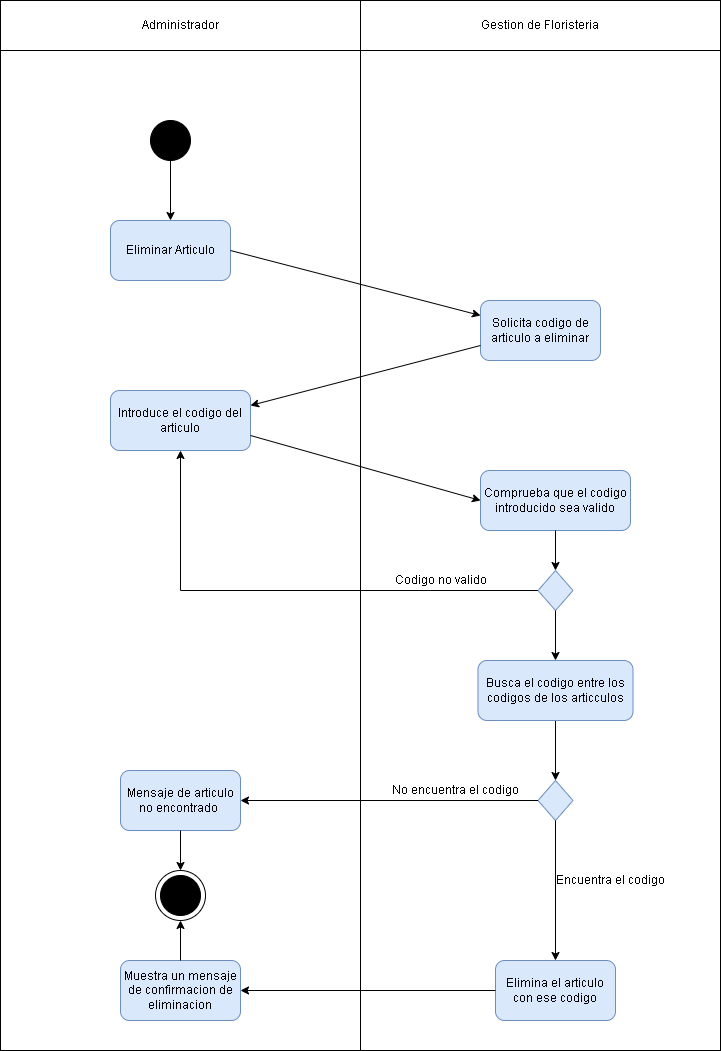 Administrador
Gestion de Floristeria
Eliminar Articulo
Solicita codigo de
articulo a eliminar
Introduce el codigo del
articulo
Comprueba que el codigo
introducido sea valido
Codigo no valido
Busca el codigo entre los
codigos de los articculos
Mensaje de articulo
no encontrado
No encuentra el codigo
Encuentra el codigo
Muestra un mensaje
de confirmacion de
eliminacion
Elimina el articulo
con ese codigo